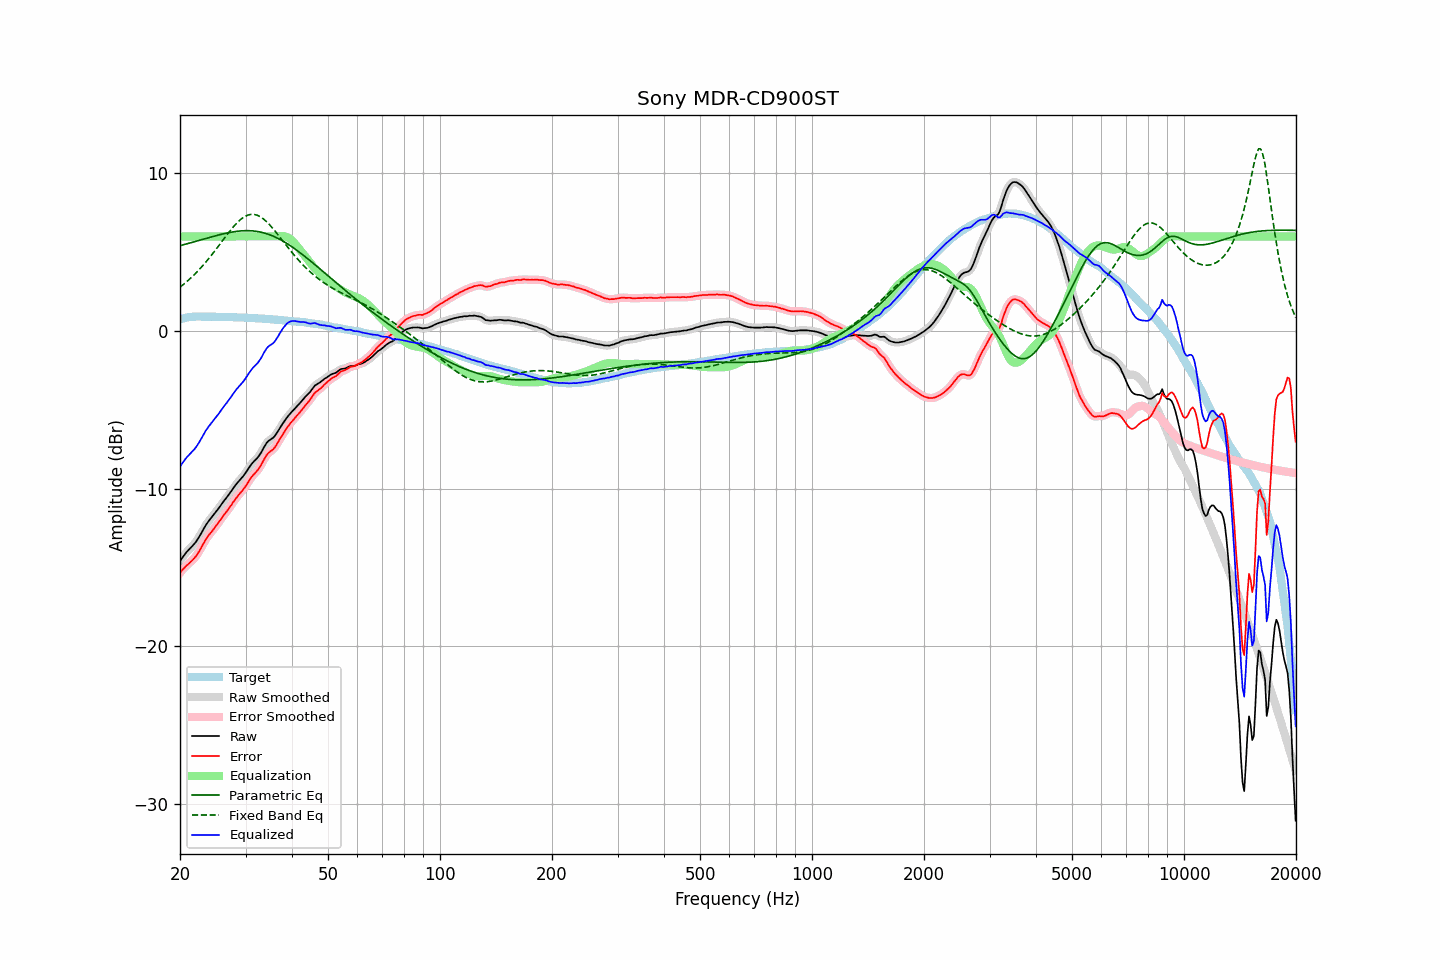 Sony MDR-CD900ST
Amplitude (dBr)
10
0
−10
−20
−30
Target
Raw Smoothed
Error Smoothed
Raw
Error
Equalization
Parametric Eq
Fixed Band Eq
Equalized
20 50 100 200 500 1000 2000 5000 10000 20000
Frequency (Hz)